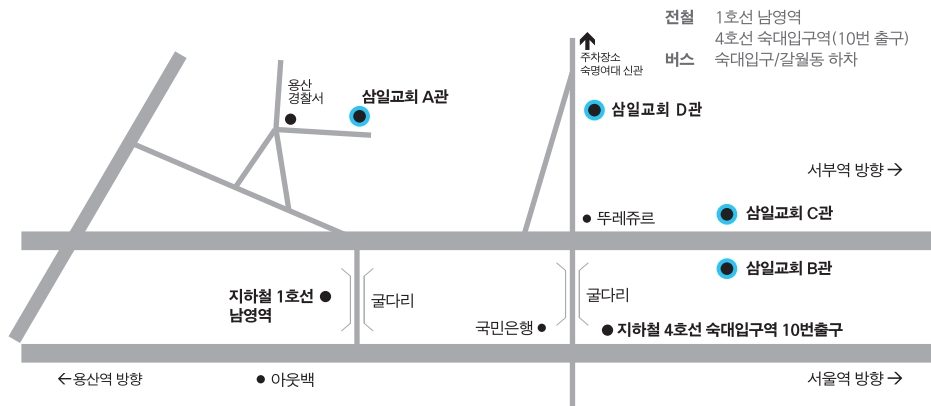 전철 1호선 남영역
4호선 숙대입구역(10번 출구)
버스 숙대입구/갈월동 하차
주차장소
숙명여대 신관
용산
경찰서
삼일교회 A관
삼일교회 D관
서부역 방향→
뚜레쥬르
삼일교회 C관
삼일교회 B관
지하철 1호선
남영역
굴다리
굴다리
국민은행
지하철 4호선 숙대입구역 10번출구
←용산역 방향
아웃백
서울역 방향→